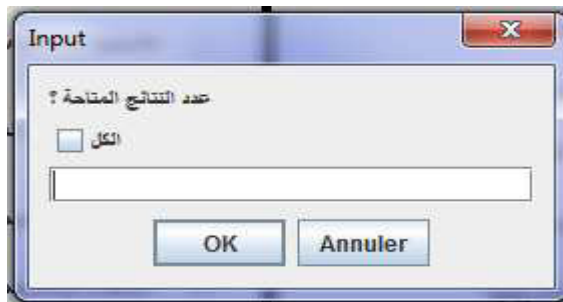 Input
عدد النتائج المتاحة ؟
الكل
OK Annuler